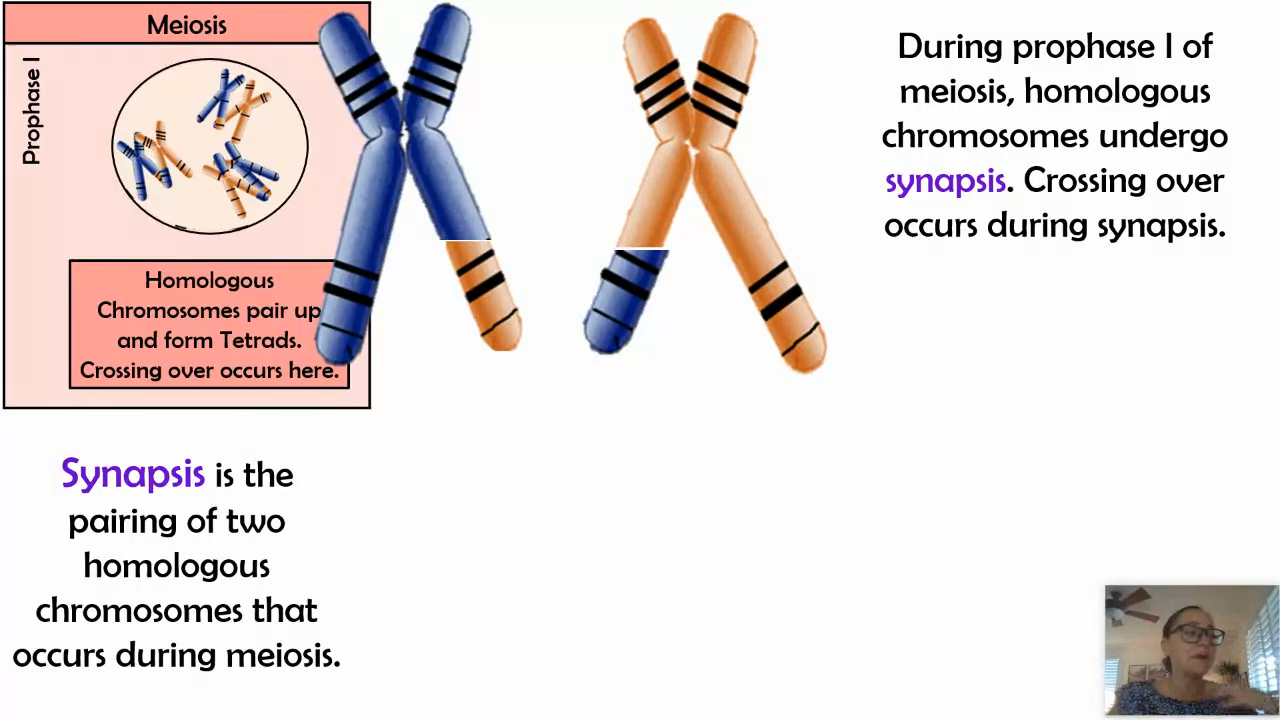 Meiosis
Prophase I
Homologous
Chromosomes pair up
and form Tetrads.
Crossing over occurs here.
During prophase I of
meiosis, homologous
chromosomes undergo
synapsis. Crossing over
occurs during synapsis.
Synapsis is the
pairing of two
homologous
chromosomes that
occurs during meiosis.